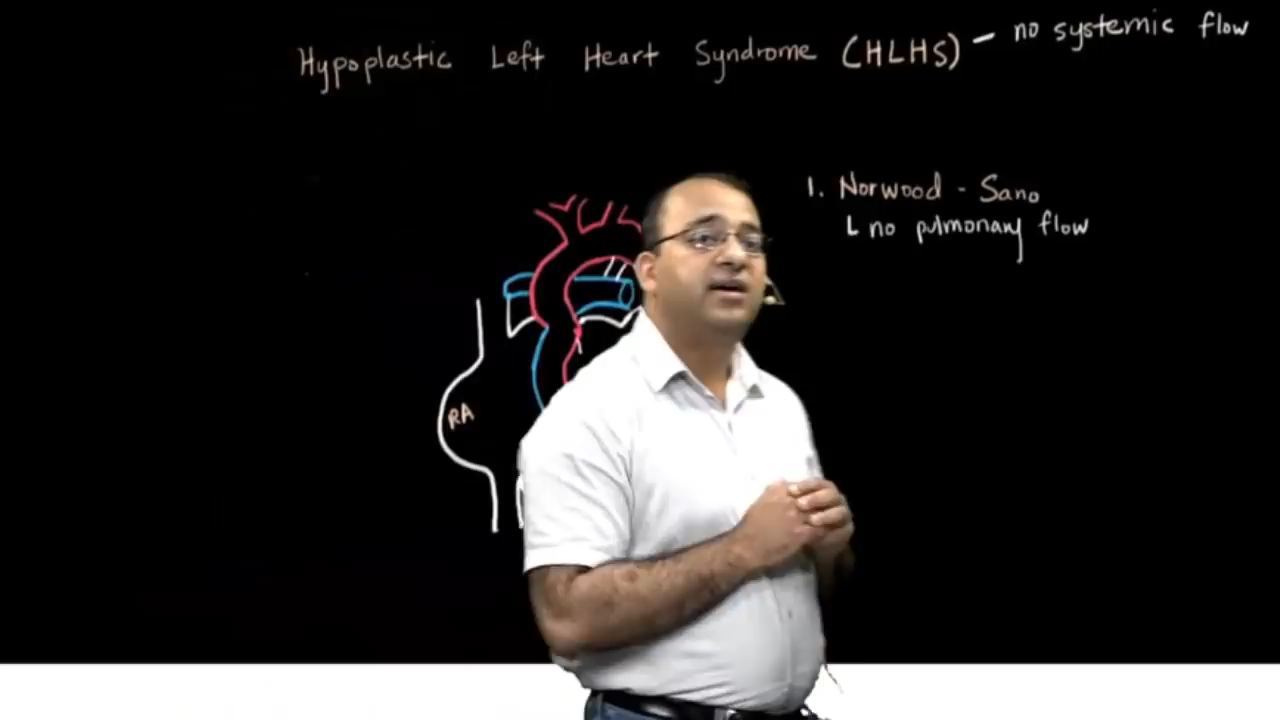 Hypoplastic Left Heart Syndrome (HLHS) - no systemic flow
1. Norwood - Sano
└ no pulmonary flow
RA